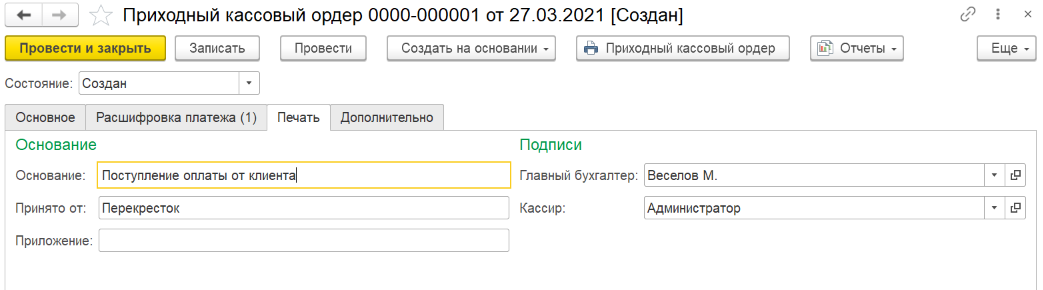 Приходный кассовый ордер 0000-000001 от 27.03.2021 [Создан]
Провести и закрыть Записать Провести Создать на основании Приходный кассовый ордер Отчеты Еще
Состояние: Создан
Основное Расшифровка платежа (1) Печать Дополнительно
Основание Подписи
Основание: Поступление оплаты от клиента Главный бухгалтер: Веселов М.
Принято от: Перекресток Кассир: Администратор
Приложение: